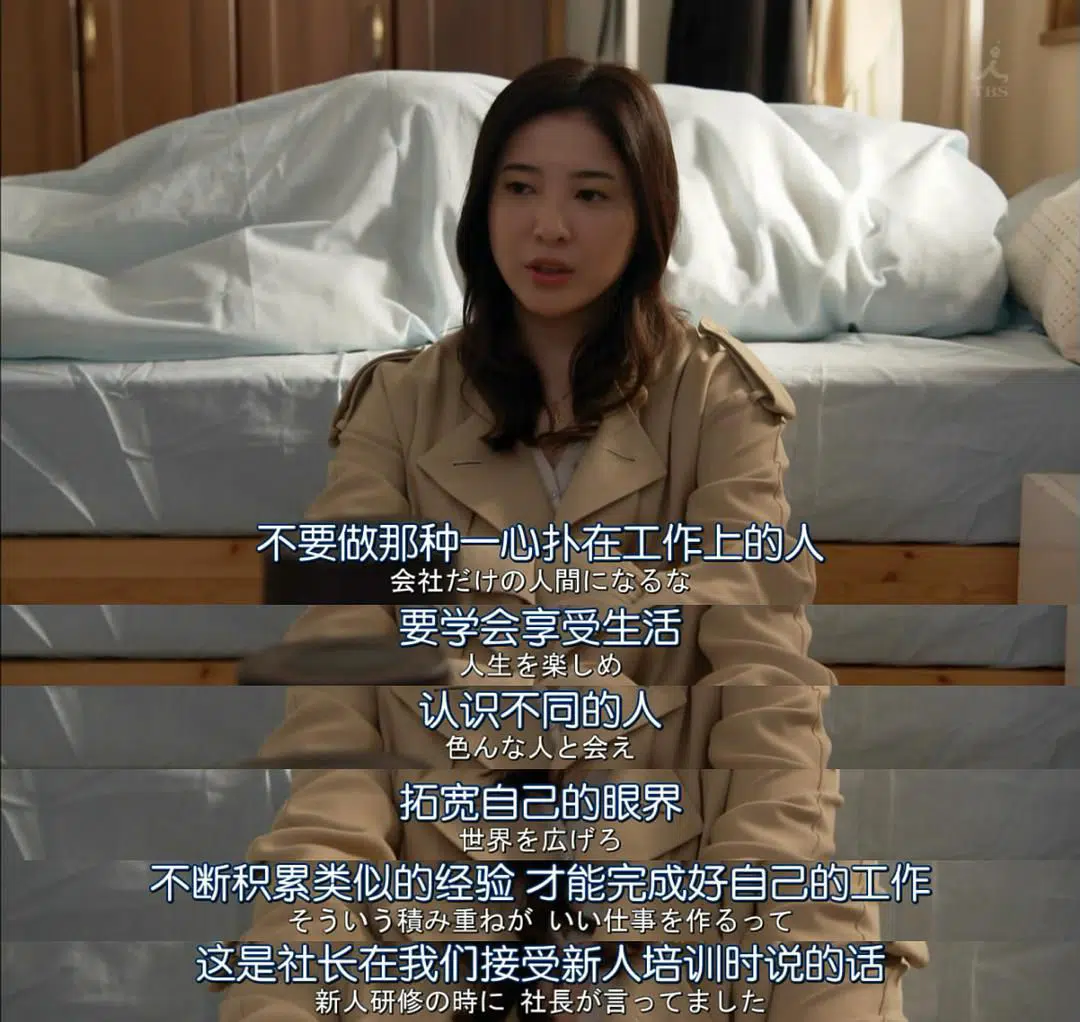 TBS
不要做那种一心扑在工作上的人
会社だけの人間になるな
要学会享受生活
人生を楽しめ
认识不同的人
色んな人と会え
拓宽自己的眼界
世界を広げろ
不断积累类似的经验 才能完成好自己的工作
そういう積み重ねが いい仕事を作るって
这是社长在我们接受新人培训时说的话
新人研修の時に 社長が言ってました